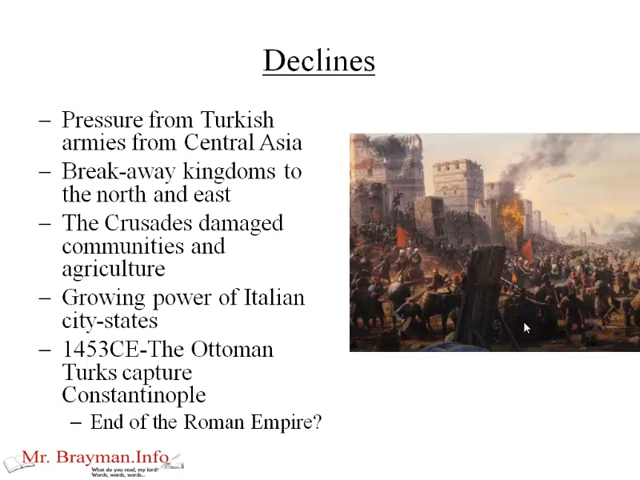 Declines
– Pressure from Turkish
armies from Central Asia
– Break-away kingdoms to
the north and east
– The Crusades damaged
communities and
agriculture
– Growing power of Italian
city-states
– 1453CE-The Ottoman
Turks capture
Constantinople
– End of the Roman Empire?
Mr. Brayman.Info
What do you read, my lord?
Words, words, words...